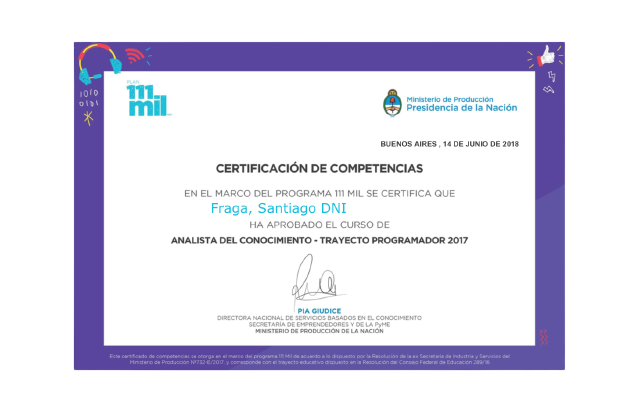 PLAN
111
mil
Ministerio de Producción
Presidencia de la Nación
BUENOS AIRES , 14 DE JUNIO DE 2018
CERTIFICACIÓN DE COMPETENCIAS
EN EL MARCO DEL PROGRAMA 111 MIL SE CERTIFICA QUE
Fraga, Santiago DNI
HA APROBADO EL CURSO DE
ANALISTA DEL CONOCIMIENTO - TRAYECTO PROGRAMADOR 2017
PIA GIUDICE
DIRECTORA NACIONAL DE SERVICIOS BASADOS EN EL CONOCIMIENTO
SECRETARÍA DE EMPRENDEDORES Y DE LA PyME
MINISTERIO DE PRODUCCIÓN DE LA NACIÓN
Este certificado de competencias se otorga en el marco del programa 111 Mil de acuerdo a lo dispuesto por la Resolución de la ex Secretaría de Industria y Servicios del
Ministerio de Producción N°732-E/2017, y corresponde con el trayecto educativo dispuesto en la Resolución del Consejo Federal de Educación 289/16